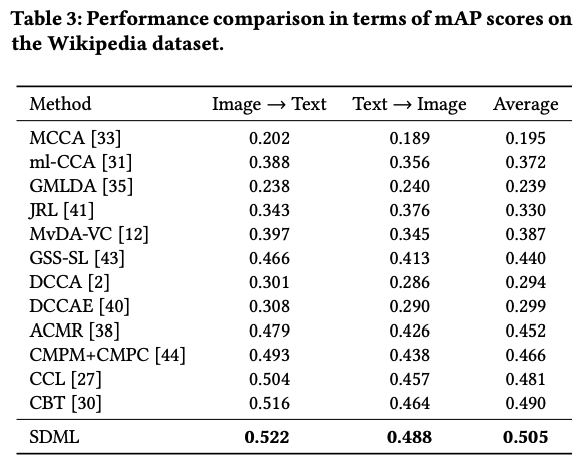 Table 3: Performance comparison in terms of mAP scores on
the Wikipedia dataset.
Method Image → Text Text → Image Average
MCCA [33] 0.202 0.189 0.195
ml-CCA [31] 0.388 0.356 0.372
GMLDA [35] 0.238 0.240 0.239
JRL [41] 0.343 0.376 0.330
MvDA-VC [12] 0.397 0.345 0.387
GSS-SL [43] 0.466 0.413 0.440
DCCA [2] 0.301 0.286 0.294
DCCAE [40] 0.308 0.290 0.299
ACMR [38] 0.479 0.426 0.452
CMPM+CMPC [44] 0.493 0.438 0.466
CCL [27] 0.504 0.457 0.481
CBT [30] 0.516 0.464 0.490
SDML 0.522 0.488 0.505